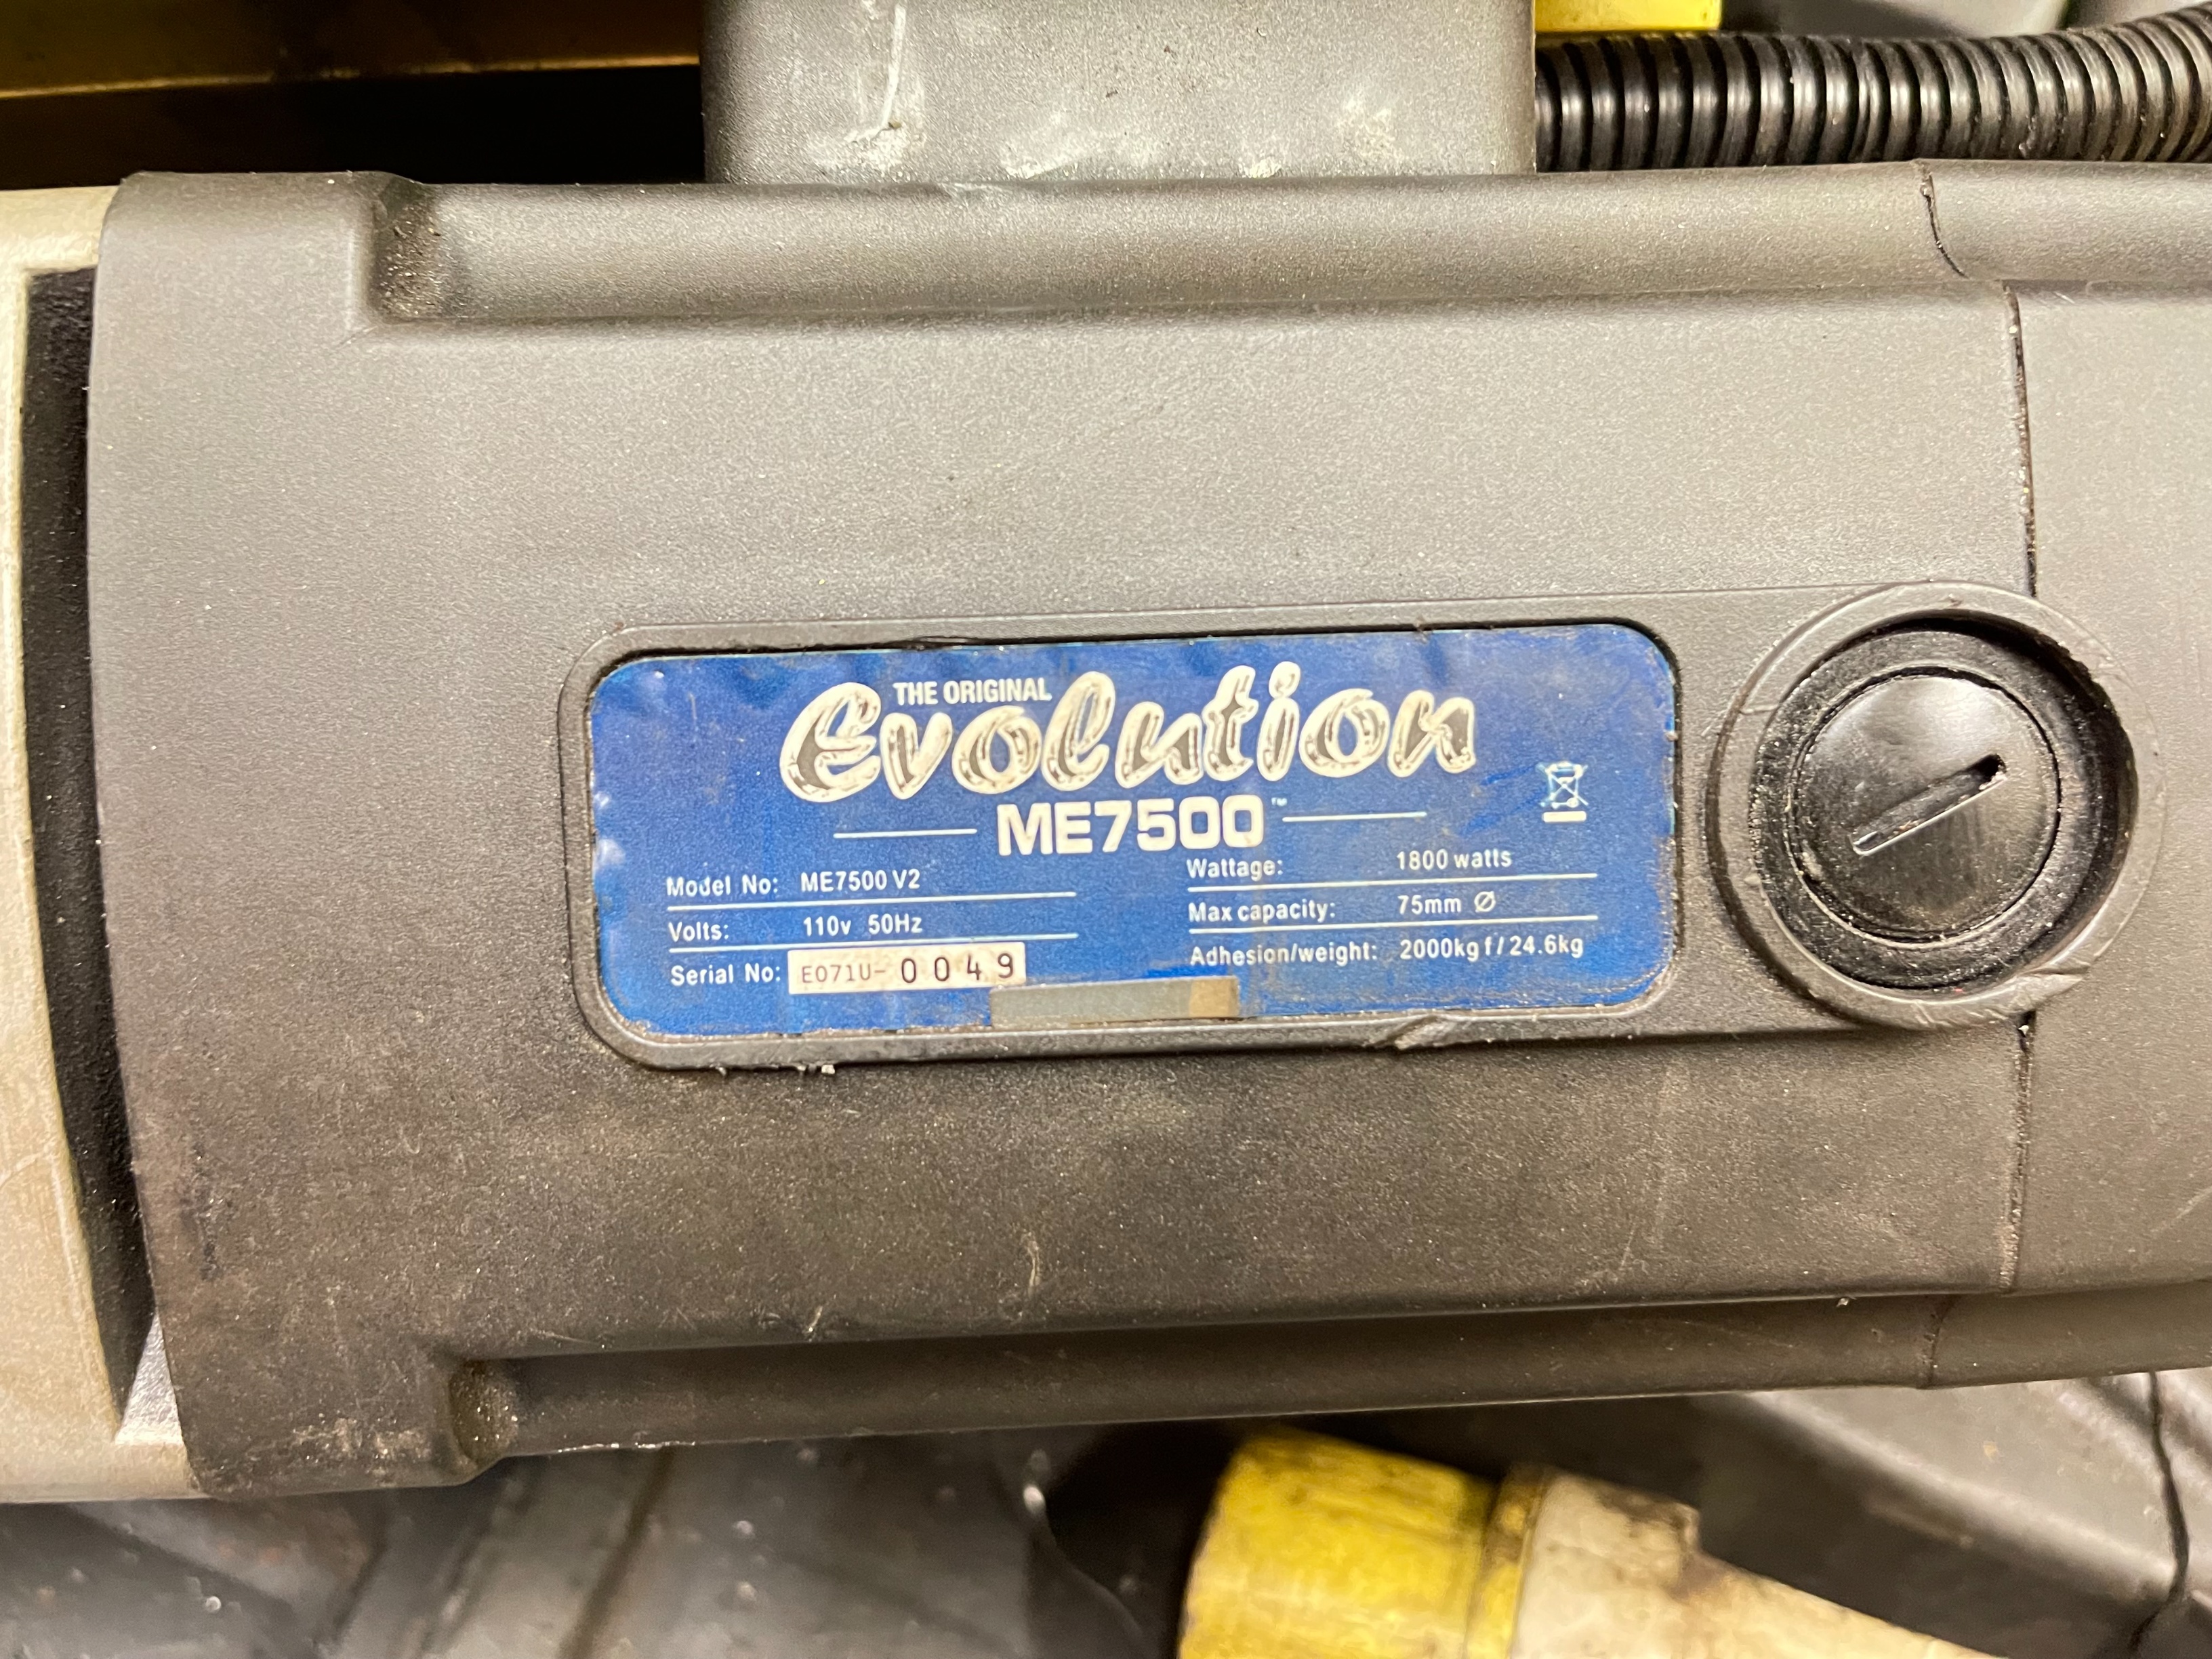 THE ORIGINAL
Evolution
ME7500™
Model No: ME7500 V2
Volts: 110v 50Hz
Serial No: E071U- 0049
Wattage: 1800 watts
Max capacity: 75mm Ø
Adhesion/weight: 2000kgf/24.6kg